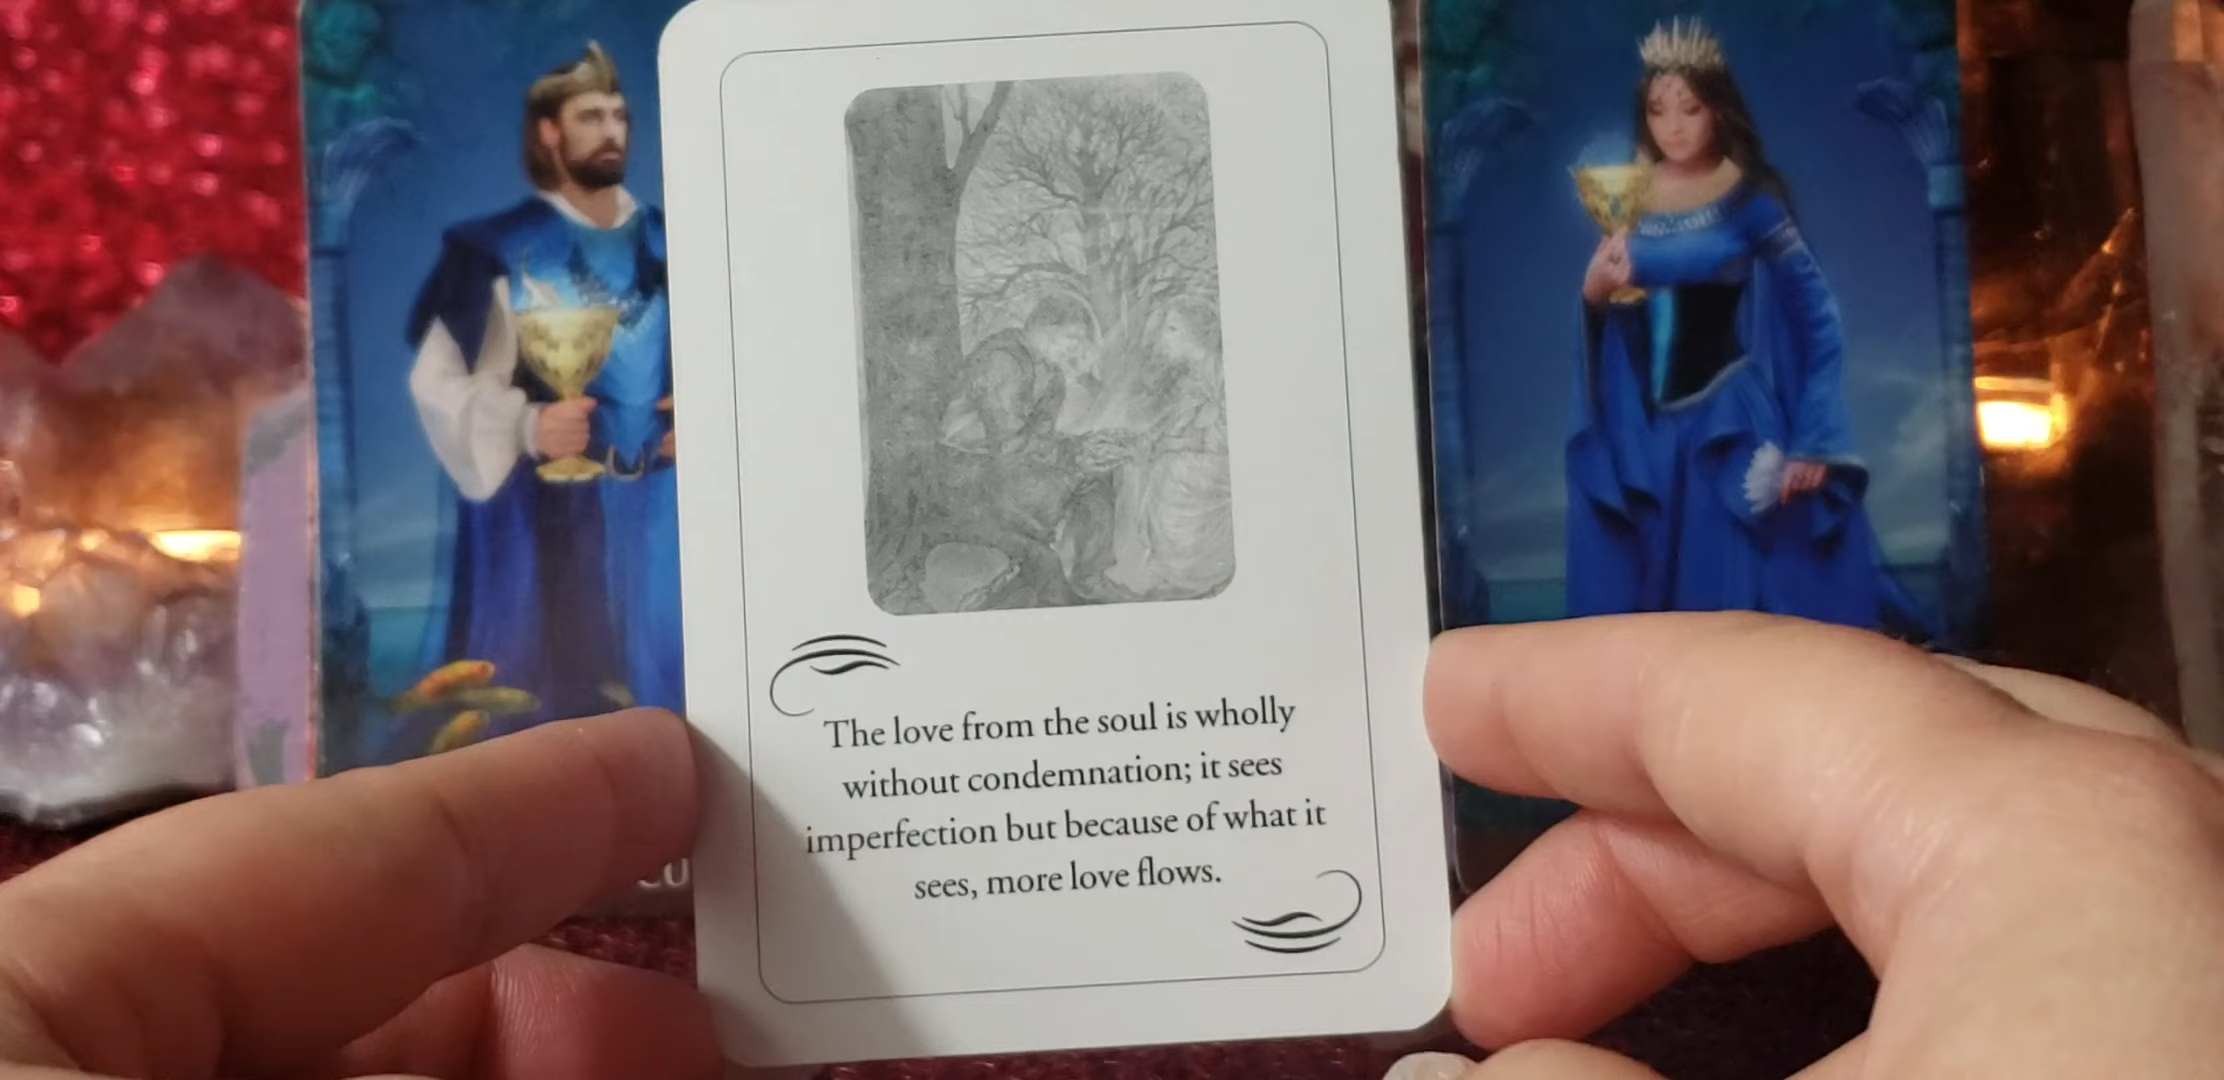 The love from the soul is wholly
without condemnation; it sees
imperfection but because of what it
sees, more love flows.